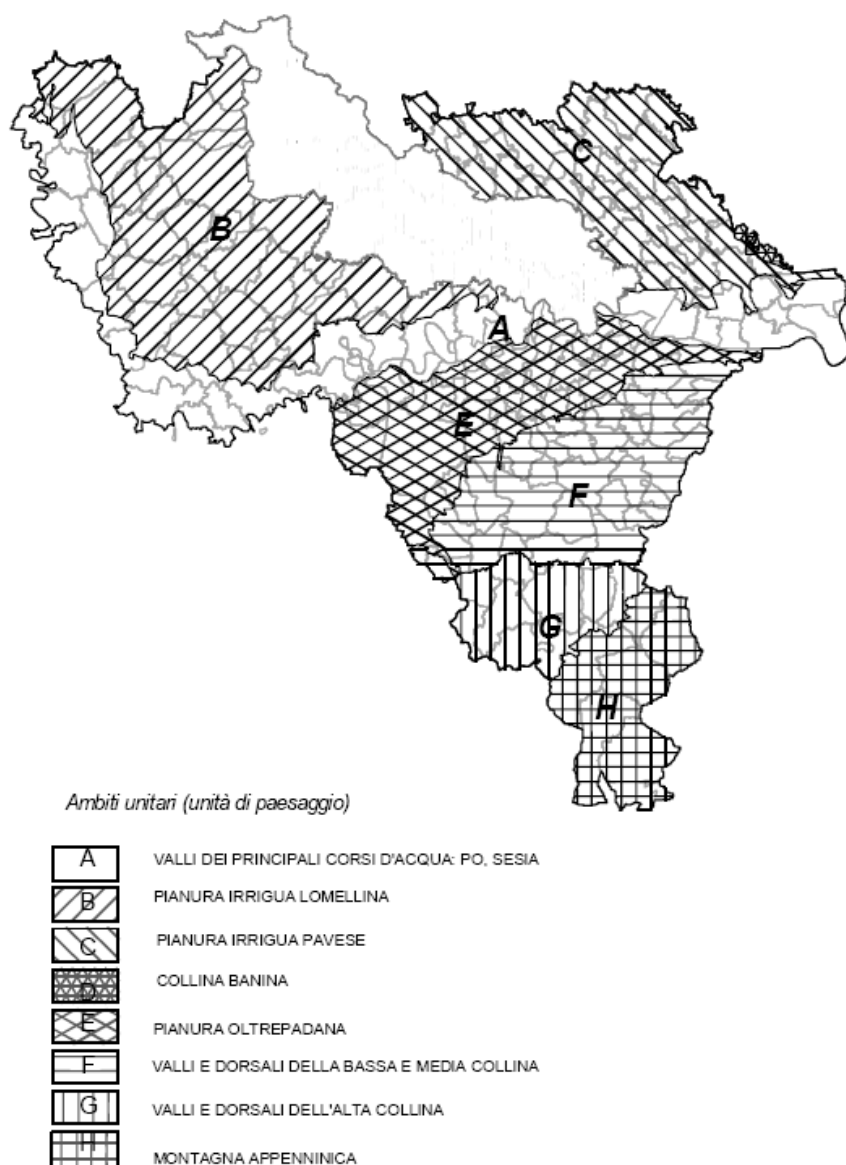 C
B
A
E
F
G
H
Ambiti unitari (unità di paesaggio)
A VALLI DEI PRINCIPALI CORSI D'ACQUA: PO, SESIA
B PIANURA IRRIGUA LOMELLINA
C PIANURA IRRIGUA PAVESE
D COLLINA BANINA
E PIANURA OLTREPADANA
F VALLI E DORSALI DELLA BASSA E MEDIA COLLINA
G VALLI E DORSALI DELL'ALTA COLLINA
H MONTAGNA APPENNINICA